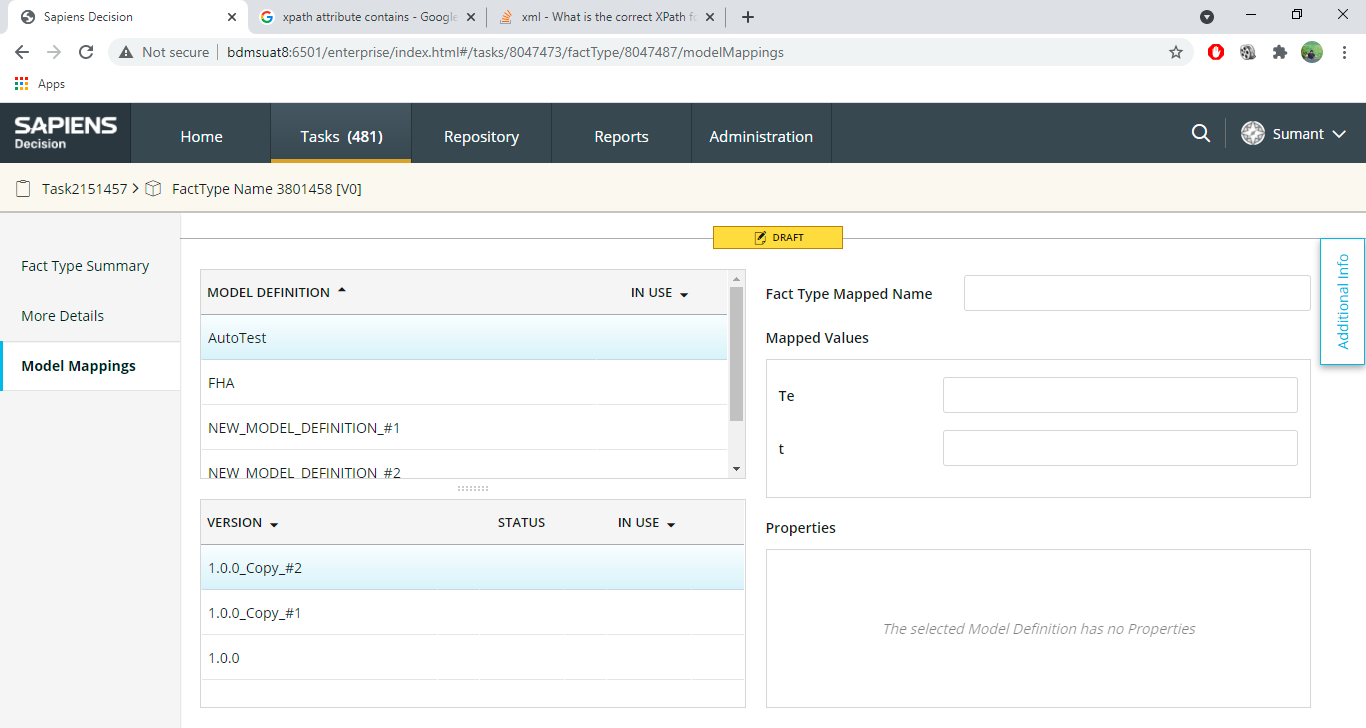 Sapiens Decision
xpath attribute contains - Google
xml - What is the correct XPath fo
Not secure
bdmsuat8:6501/enterprise/index.html#/tasks/8047473/factType/8047487/modelMappings
Apps
SAPIENS
Decision
Home
Tasks (481)
Repository
Reports
Administration
Sumant
Task2151457 > FactType Name 3801458 [V0]
DRAFT
Fact Type Summary
More Details
Model Mappings
MODEL DEFINITION
IN USE
AutoTest
FHA
NEW_MODEL_DEFINITION_#1
NEW_MODEL_DEFINITION_#2
VERSION
STATUS
IN USE
1.0.0_Copy_#2
1.0.0_Copy_#1
1.0.0
Fact Type Mapped Name
Mapped Values
Te
t
Properties
The selected Model Definition has no Properties
Additional Info